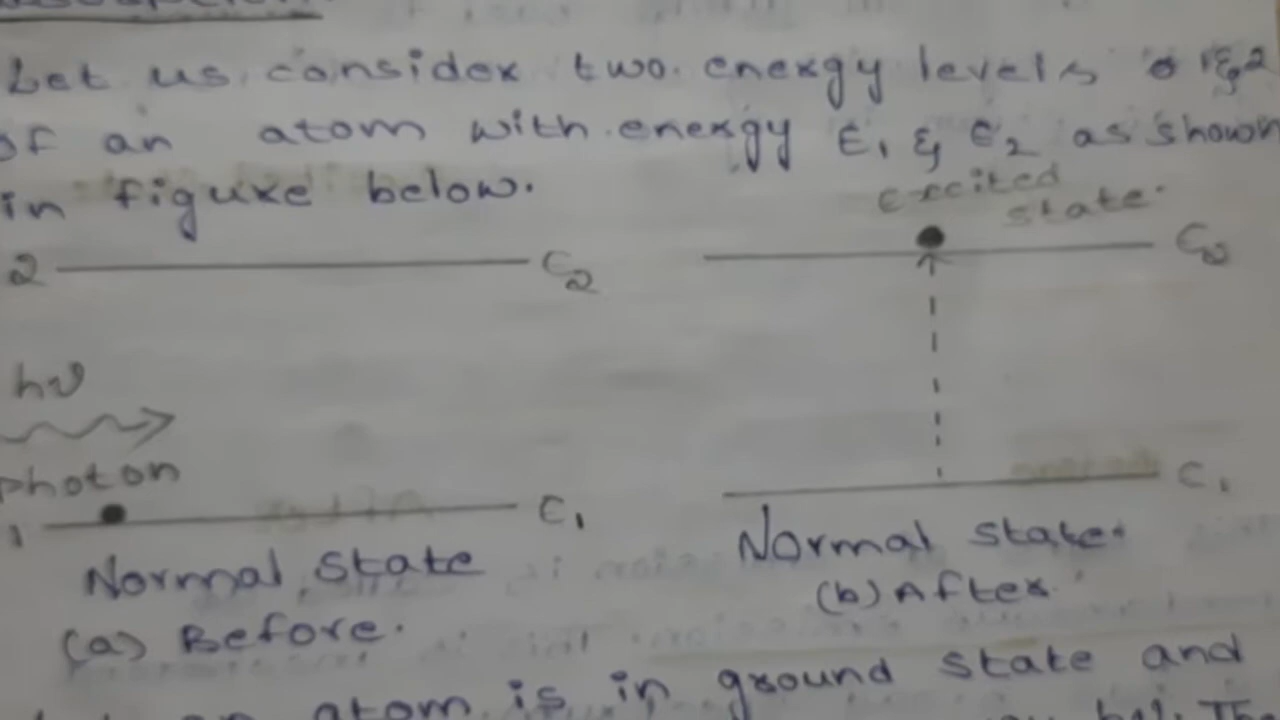 Let us consider two energy levels
of an atom with energy E₁ & E₂ as shown
in figure below.
excited
state.
2 E₂
E₂
hν
photon
1 E₁
E₁
Normal state
Normal state.
(a) Before.
(b) After.
atom is in ground state and